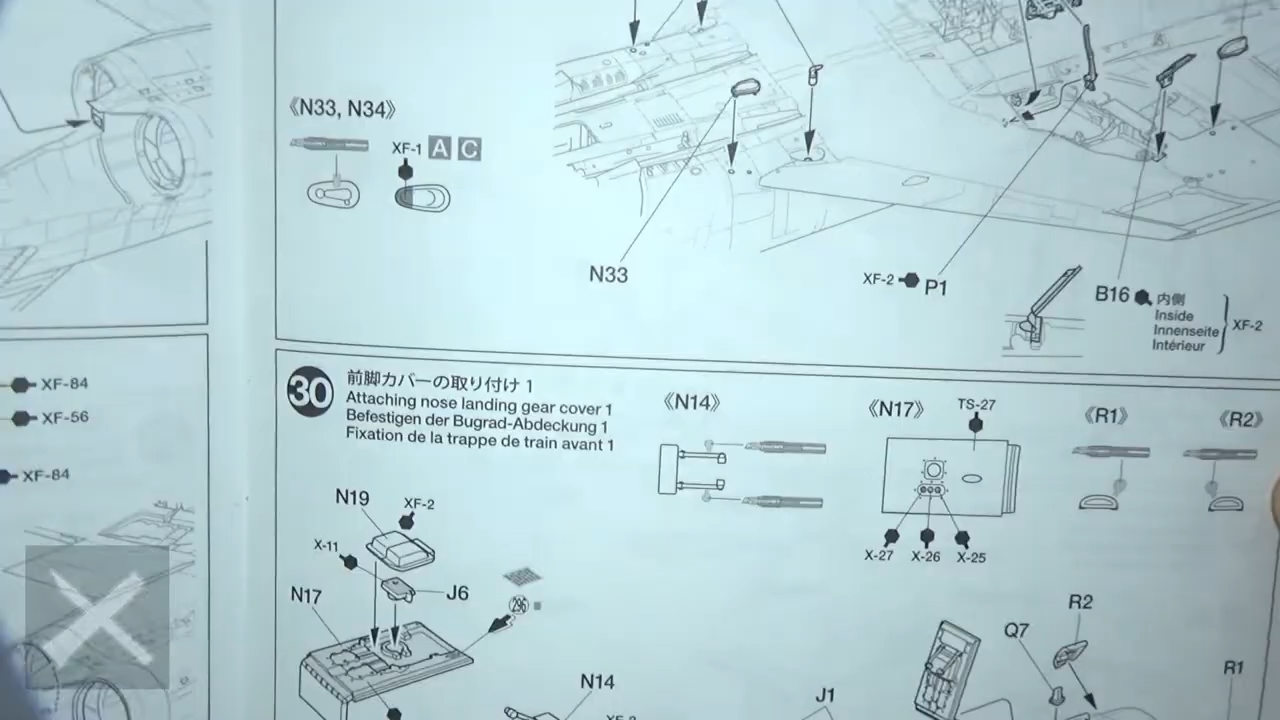 《N33, N34》
XF-1 A C
N33
XF-2
P1
B16
内側
Inside
Innenseite
Intérieur
XF-2
XF-84
XF-56
XF-84
30
前脚カバーの取り付け 1
Attaching nose landing gear cover 1
Befestigen der Bugrad-Abdeckung 1
Fixation de la trappe de train avant 1
《N14》
《N17》
TS-27
《R1》
《R2》
X-27
X-26
X-25
N19
XF-2
X-11
J6
N17
296
N14
J1
Q7
R2
R1